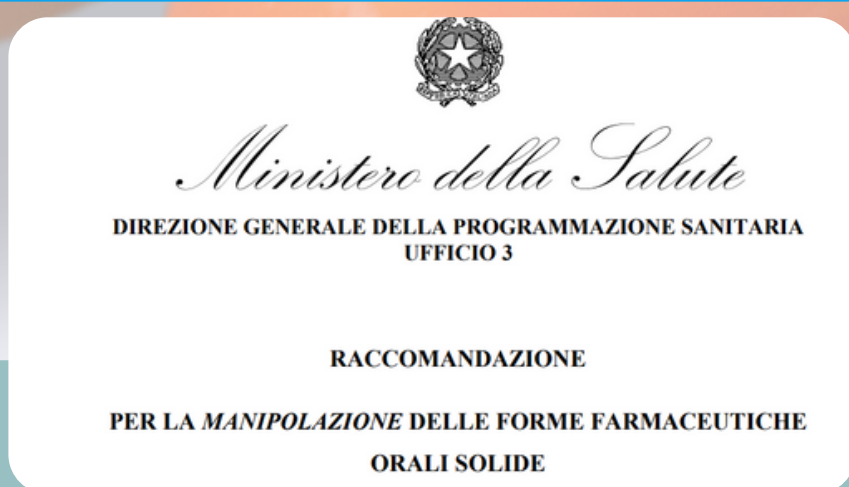 Ministero della Salute
DIREZIONE GENERALE DELLA PROGRAMMAZIONE SANITARIA
UFFICIO 3
RACCOMANDAZIONE
PER LA MANIPOLAZIONE DELLE FORME FARMACEUTICHE
ORALI SOLIDE